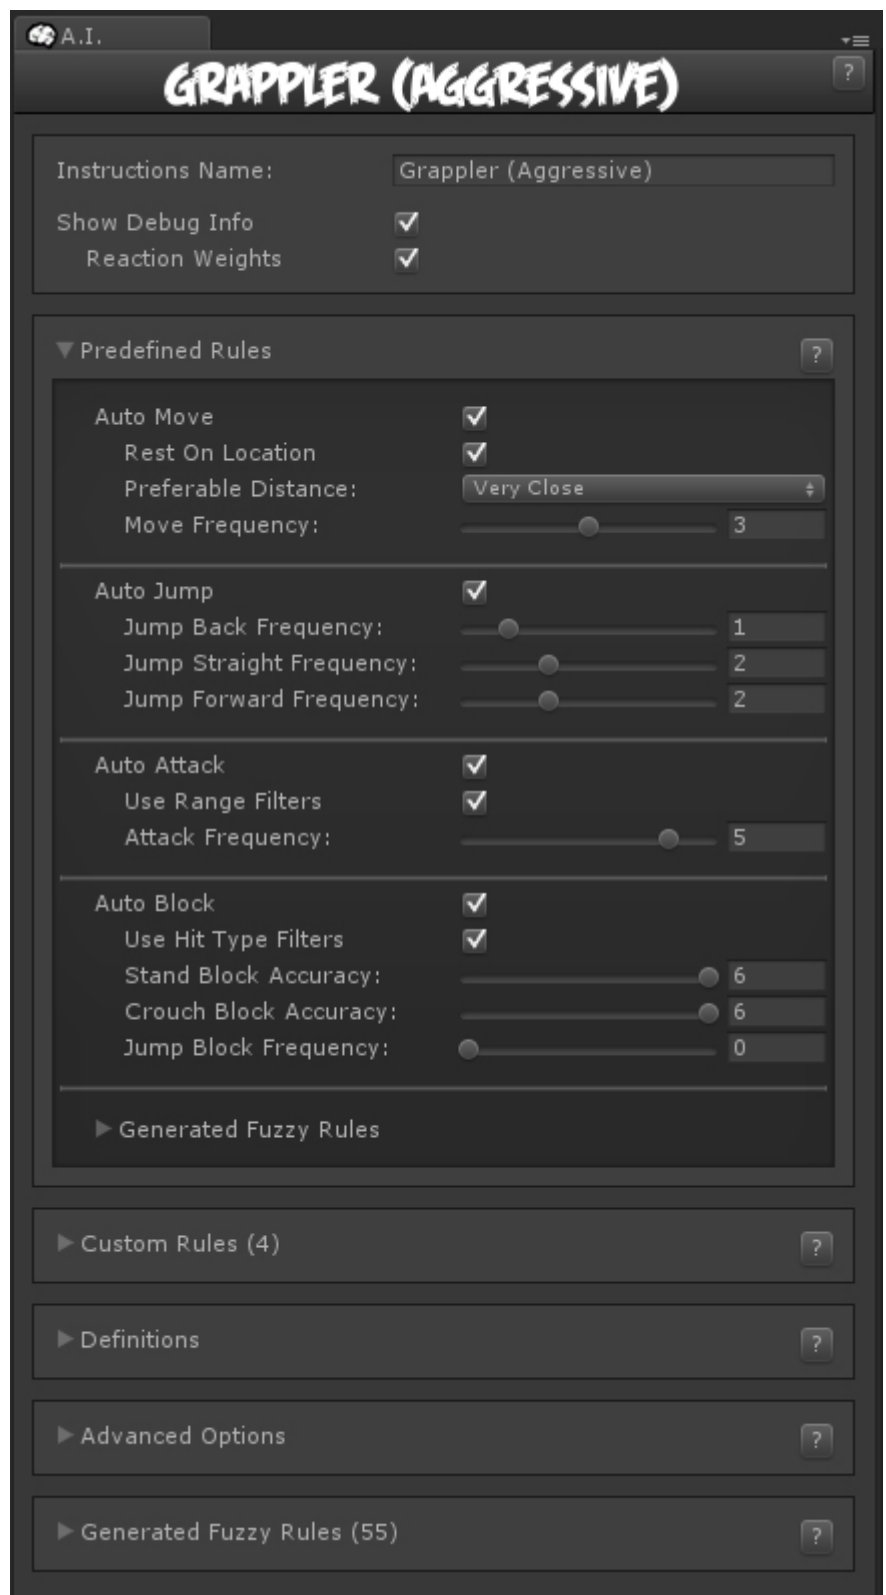 A.I.
GRAPPLER (AGGRESSIVE)
?
Instructions Name: Grappler (Aggressive)
Show Debug Info
Reaction Weights
Predefined Rules ?
Auto Move
Rest On Location
Preferable Distance: Very Close
Move Frequency: 3
Auto Jump
Jump Back Frequency: 1
Jump Straight Frequency: 2
Jump Forward Frequency: 2
Auto Attack
Use Range Filters
Attack Frequency: 5
Auto Block
Use Hit Type Filters
Stand Block Accuracy: 6
Crouch Block Accuracy: 6
Jump Block Frequency: 0
Generated Fuzzy Rules
Custom Rules (4) ?
Definitions ?
Advanced Options ?
Generated Fuzzy Rules (55) ?